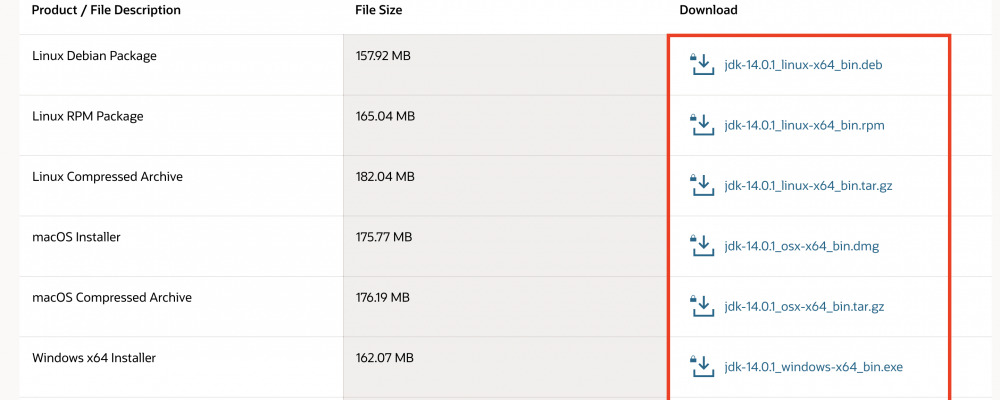 Product / File Description File Size Download
Linux Debian Package 157.92 MB jdk-14.0.1_linux-x64_bin.deb
Linux RPM Package 165.04 MB jdk-14.0.1_linux-x64_bin.rpm
Linux Compressed Archive 182.04 MB jdk-14.0.1_linux-x64_bin.tar.gz
macOS Installer 175.77 MB jdk-14.0.1_osx-x64_bin.dmg
macOS Compressed Archive 176.19 MB jdk-14.0.1_osx-x64_bin.tar.gz
Windows x64 Installer 162.07 MB jdk-14.0.1_windows-x64_bin.exe